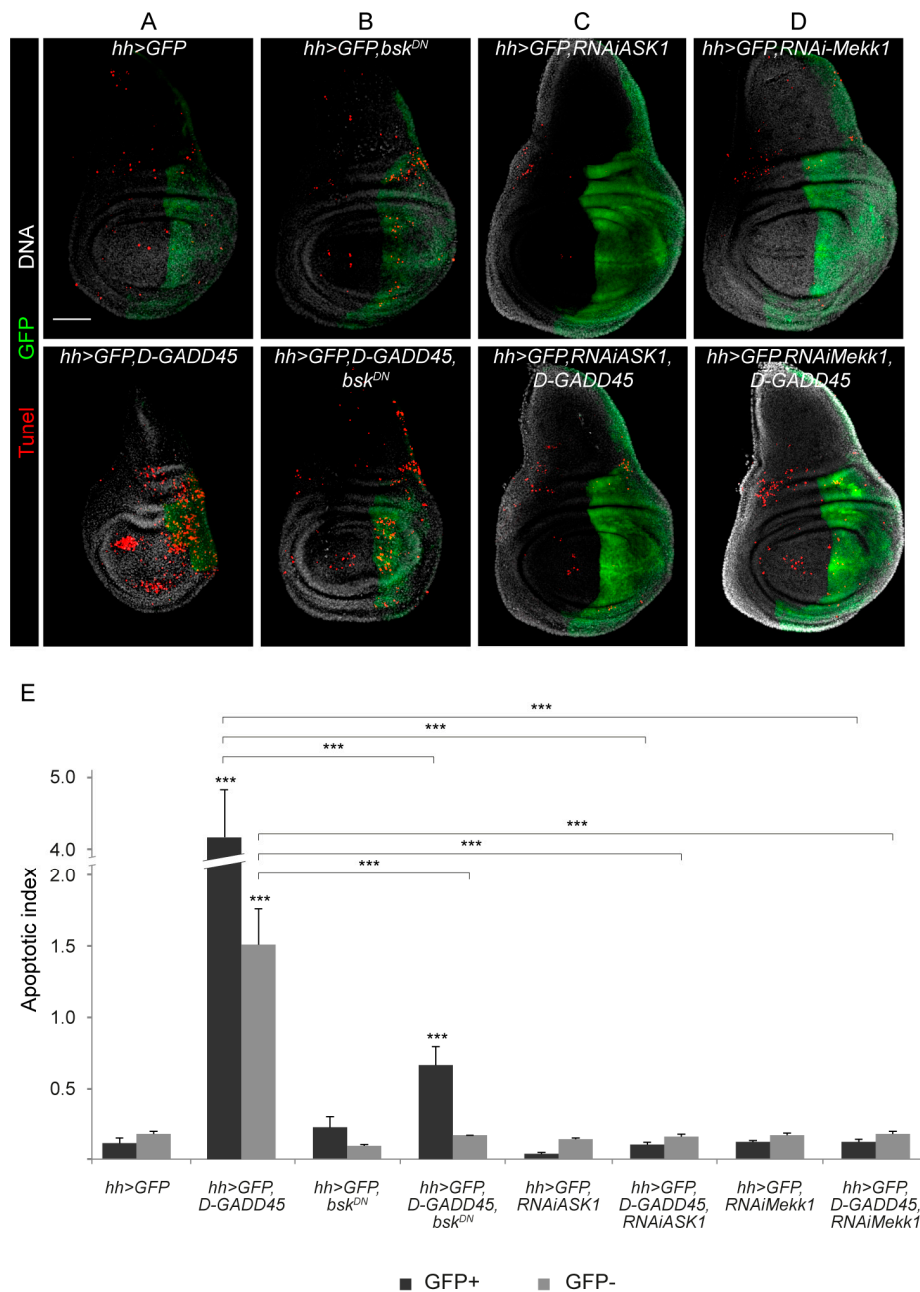 A
B
C
D
hh>GFP
hh>GFP,bskDN
hh>GFP,RNAiASK1
hh>GFP,RNAi-Mekk1
Tunel GFP DNA
hh>GFP,D-GADD45
hh>GFP,D-GADD45,
bskDN
hh>GFP,RNAiASK1,
D-GADD45
hh>GFP,RNAiMekk1,
D-GADD45
E
***
***
***
***
***
***
***
***
***
5.0
4.0
2.0
1.5
1.0
0.5
Apoptotic index
hh>GFP
hh>GFP,
D-GADD45
hh>GFP,
bskDN
hh>GFP,
D-GADD45,
bskDN
hh>GFP,
RNAiASK1
hh>GFP,
D-GADD45,
RNAiASK1
hh>GFP,
RNAiMekk1
hh>GFP,
D-GADD45,
RNAiMekk1
GFP+
GFP-